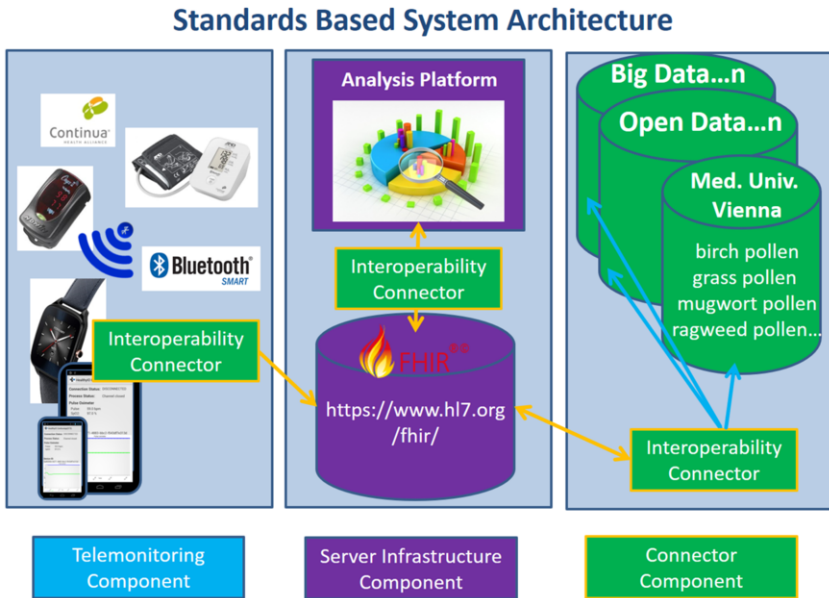 Standards Based System Architecture
Continua
HEALTH ALLIANCE
Bluetooth®
SMART
Interoperability
Connector
Analysis Platform
Interoperability
Connector
FHIR®©
https://www.hl7.org
/fhir/
Big Data...n
Open Data...n
Med. Univ.
Vienna
birch pollen
grass pollen
mugwort pollen
ragweed pollen...
Interoperability
Connector
Telemonitoring
Component
Server Infrastructure
Component
Connector
Component